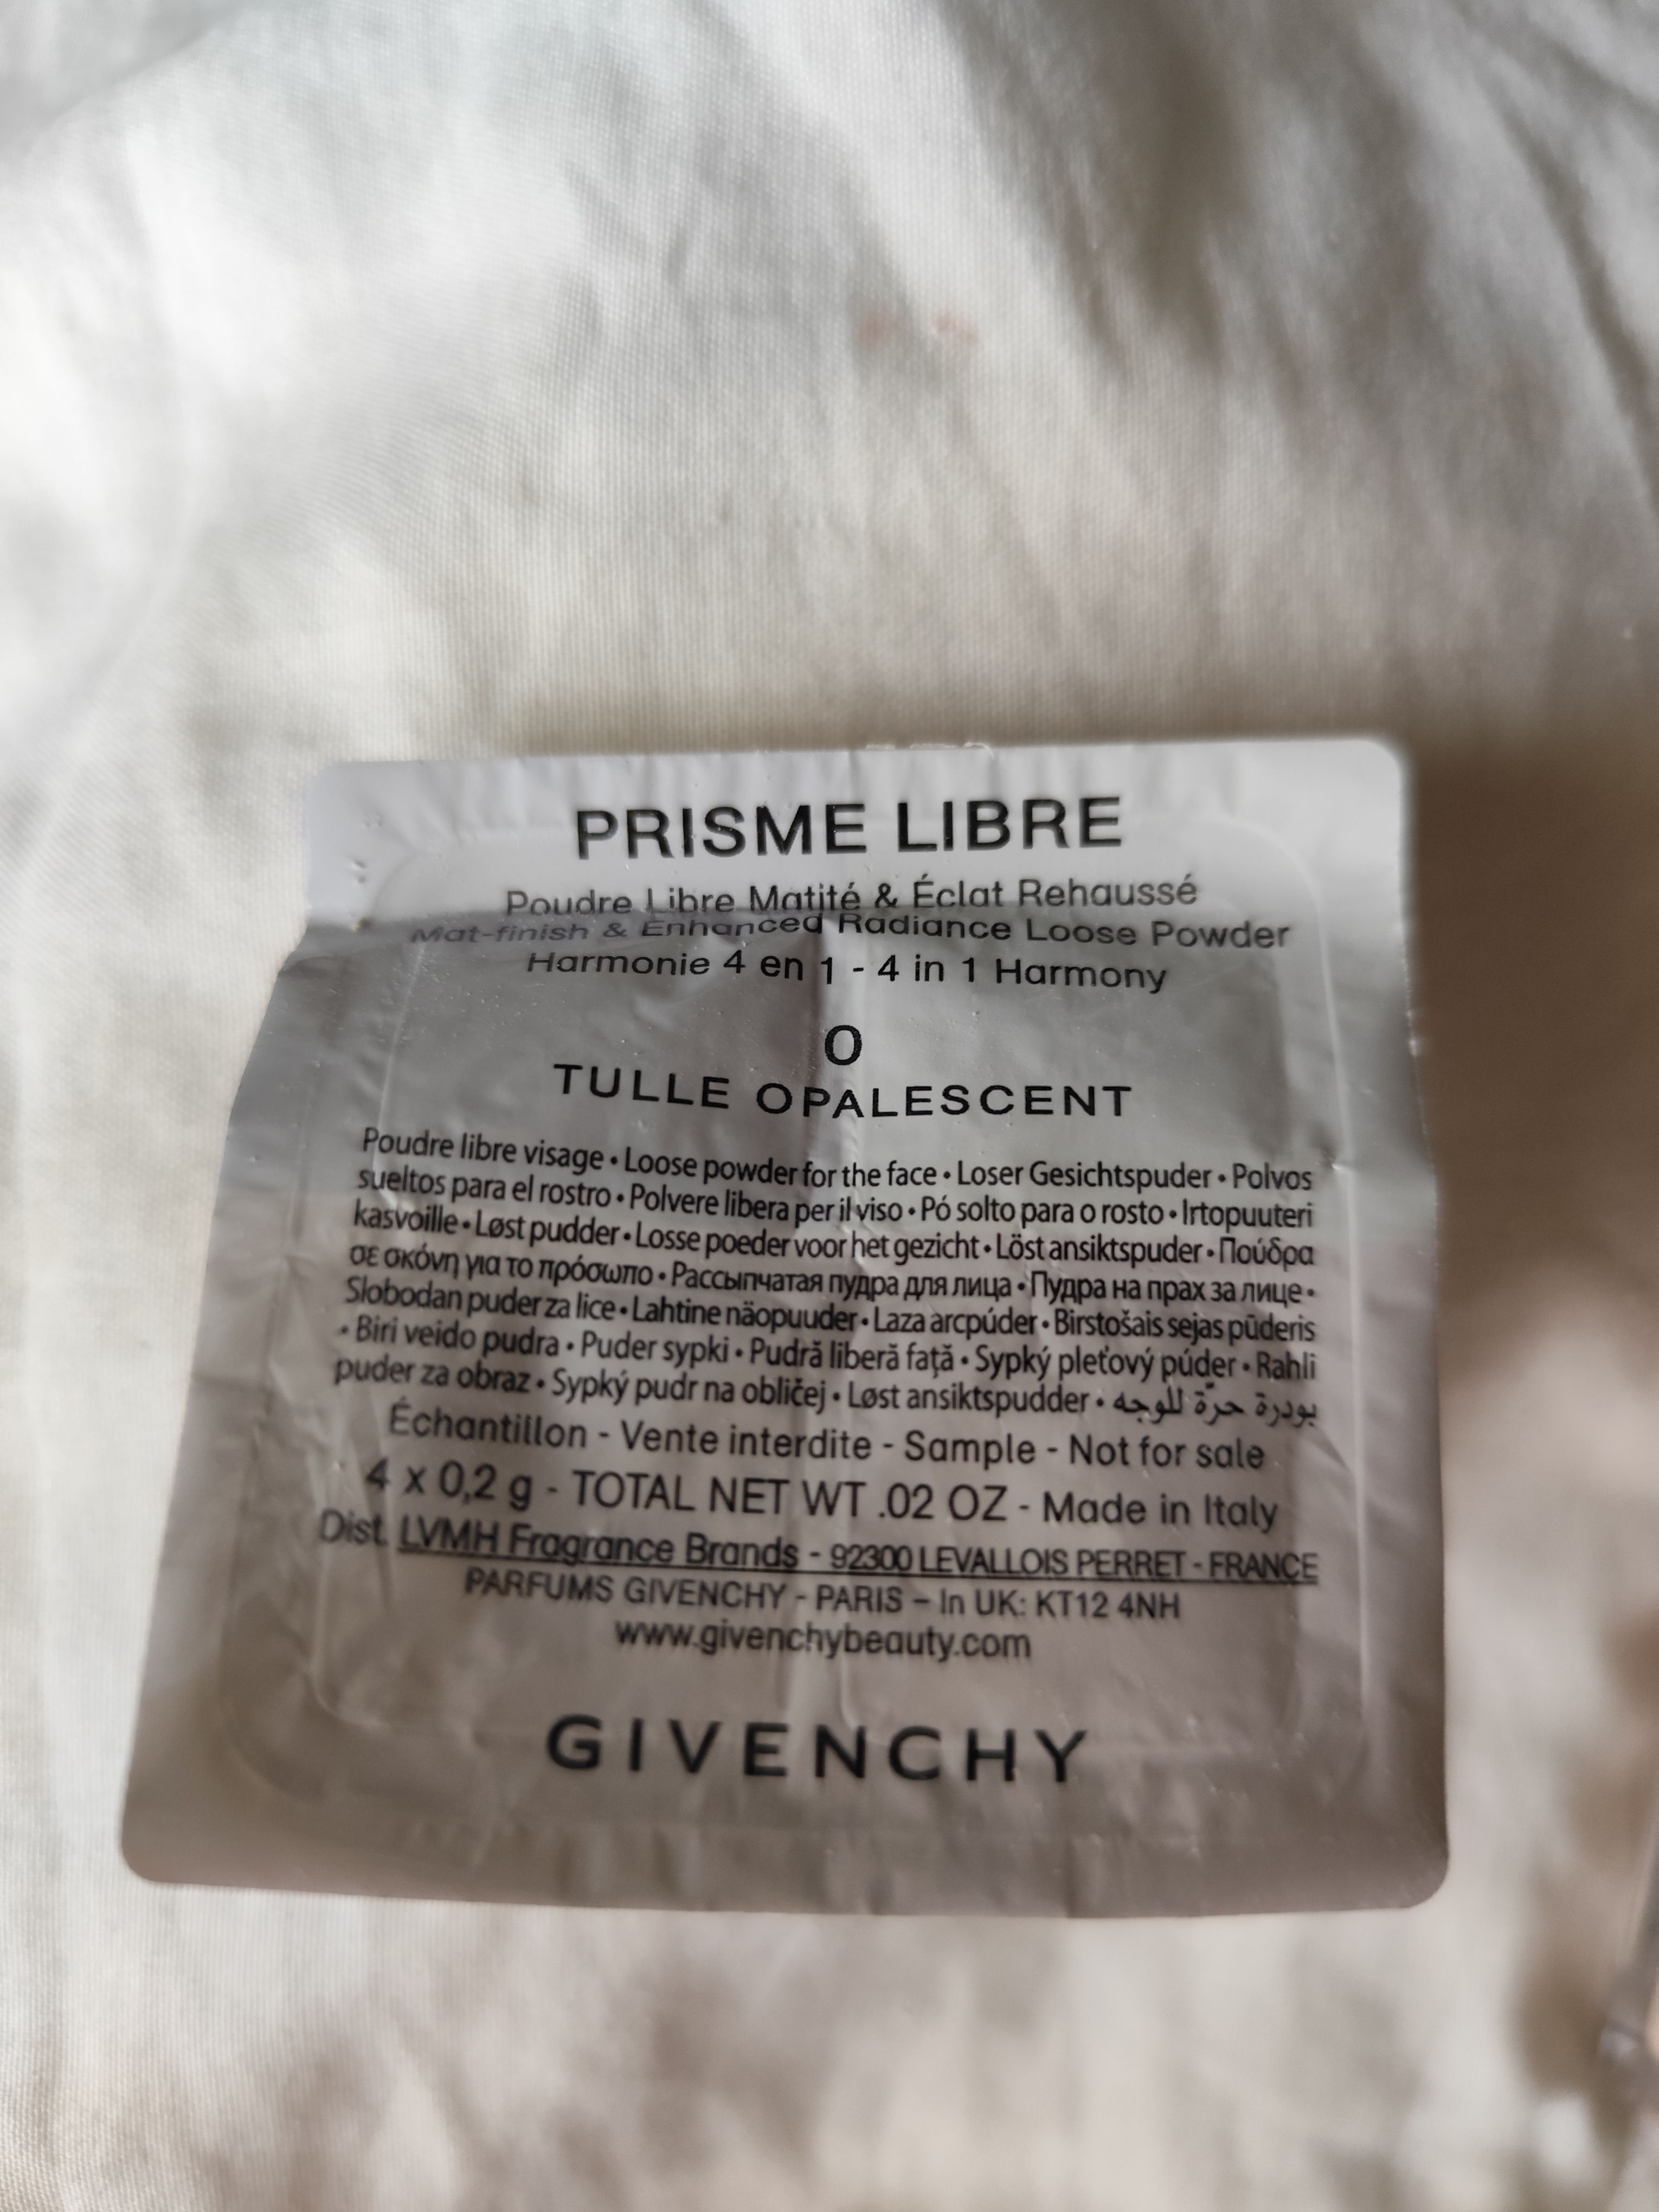 PRISME LIBRE
Poudre Libre Matité & Éclat Rehaussé
Mat-finish & Enhanced Radiance Loose Powder
Harmonie 4 en 1 - 4 in 1 Harmony
0
TULLE OPALESCENT
Poudre libre visage • Loose powder for the face • Loser Gesichtspuder • Polvos
sueltos para el rostro • Polvere libera per il viso • Pó solto para o rosto • Irtopuuteri
kasvoille • Løst pudder • Losse poeder voor het gezicht • Löst ansiktspuder • Πούδρα
σε σκόνη για το πρόσωπο • Рассыпчатая пудра для лица • Пудра на прах за лице •
Slobodan puder za lice • Lahtine näopuuder • Laza arcpúder • Birstošais sejas pūderis
• Biri veido pudra • Puder sypki • Pudră liberă faţă • Sypký pleťový púder • Rahli
puder za obraz • Sypký pudr na obličej • Løst ansiktspudder • بودرة حرّة للوجه
Échantillon - Vente interdite - Sample - Not for sale
4 x 0,2 g - TOTAL NET WT .02 OZ - Made in Italy
Dist. LVMH Fragrance Brands - 92300 LEVALLOIS PERRET - FRANCE
PARFUMS GIVENCHY - PARIS – In UK: KT12 4NH
www.givenchybeauty.com
GIVENCHY